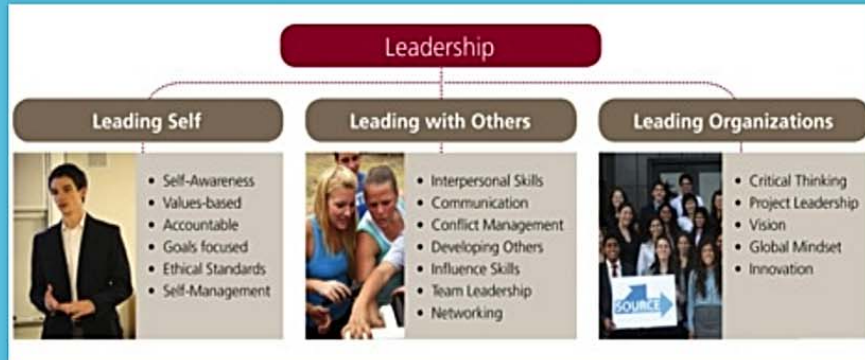 Leadership
Leading Self
• Self-Awareness
• Values-based
• Accountable
• Goals focused
• Ethical Standards
• Self-Management
Leading with Others
• Interpersonal Skills
• Communication
• Conflict Management
• Developing Others
• Influence Skills
• Team Leadership
• Networking
Leading Organizations
• Critical Thinking
• Project Leadership
• Vision
• Global Mindset
• Innovation
SOURCE